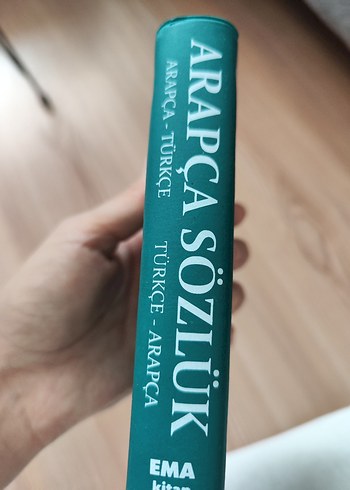 ARAPÇA SÖZLÜK
ARAPÇA - TÜRKÇE
TÜRKÇE - ARAPÇA
EMA
kitap